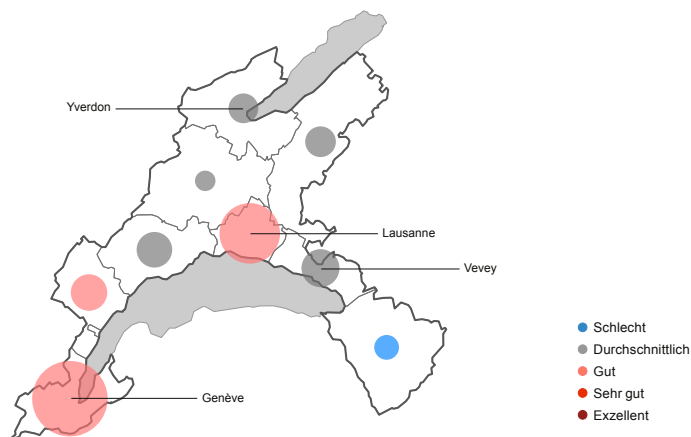 Yverdon
Lausanne
Vevey
Genève
Schlecht
Durchschnittlich
Gut
Sehr gut
Exzellent